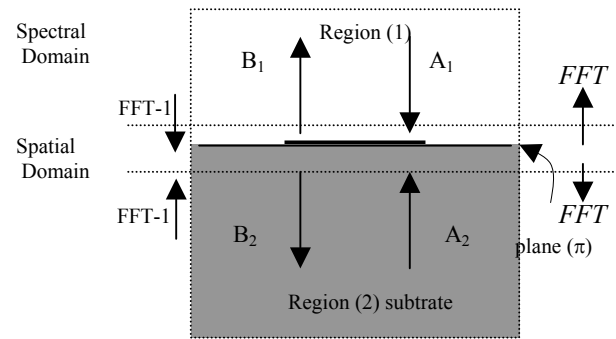 Spectral
Domain
Region (1)
B1
A1
FFT
FFT-1
Spatial
Domain
FFT-1
FFT
B2
A2
plane (π)
Region (2) subtrate